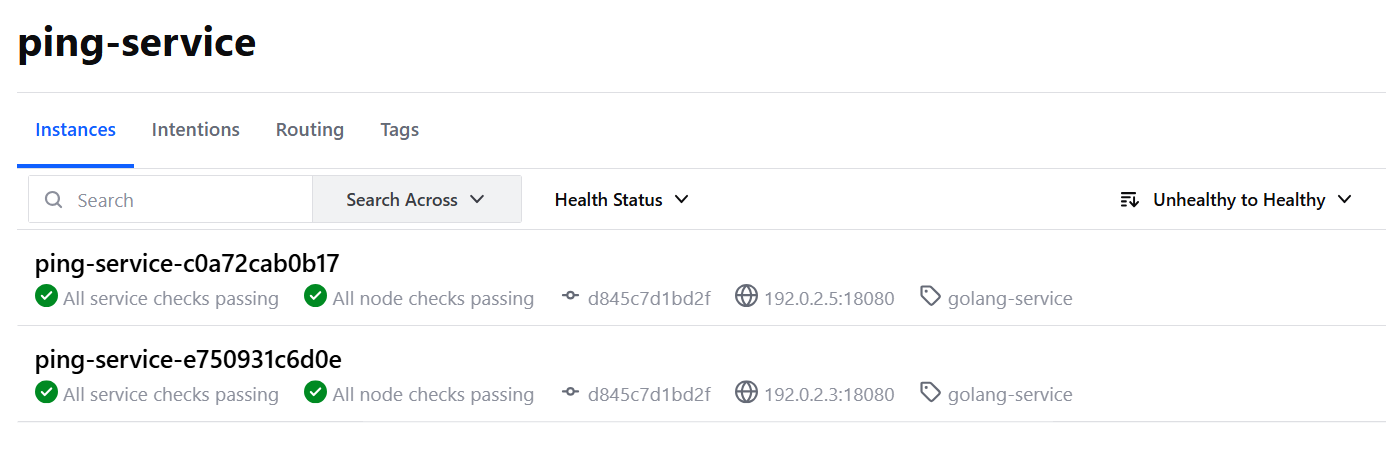 ping-service
Instances Intentions Routing Tags
Search Search Across Health Status Unhealthy to Healthy
ping-service-c0a72cab0b17
All service checks passing All node checks passing d845c7d1bd2f 192.0.2.5:18080 golang-service
ping-service-e750931c6d0e
All service checks passing All node checks passing d845c7d1bd2f 192.0.2.3:18080 golang-service